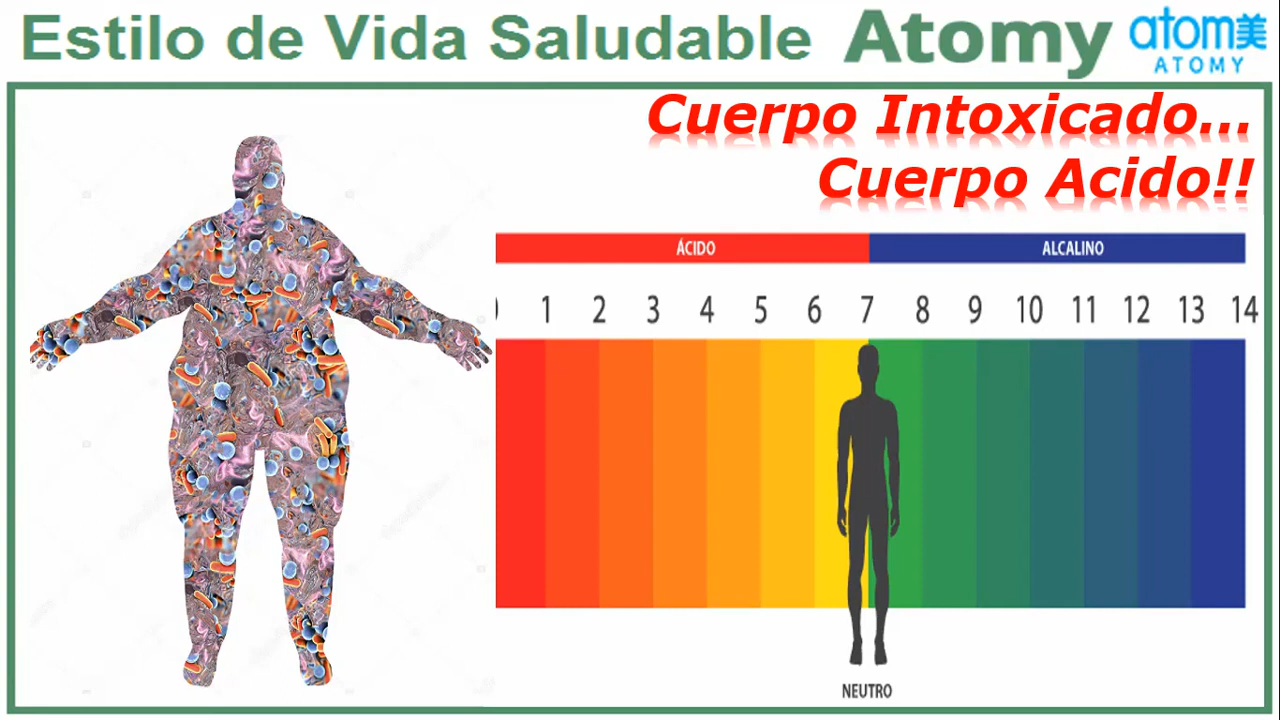 Estilo de Vida Saludable Atomy
atom美
ATOMY
Cuerpo Intoxicado...
Cuerpo Acido!!
ÁCIDO ALCALINO
1 2 3 4 5 6 7 8 9 10 11 12 13 14
NEUTRO